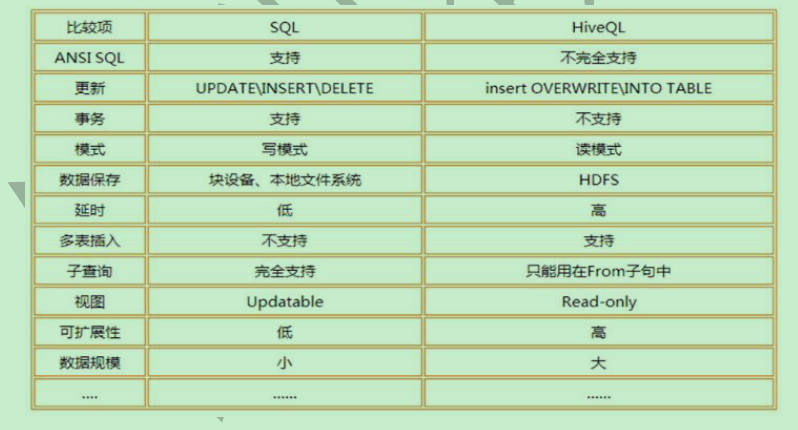 比较项 SQL HiveQL
ANSI SQL 支持 不完全支持
更新 UPDATE\INSERT\DELETE insert OVERWRITE\INTO TABLE
事务 支持 不支持
模式 写模式 读模式
数据保存 块设备、本地文件系统 HDFS
延时 低 高
多表插入 不支持 支持
子查询 完全支持 只能用在From子句中
视图 Updatable Read-only
可扩展性 低 高
数据规模 小 大
.... ...... ......